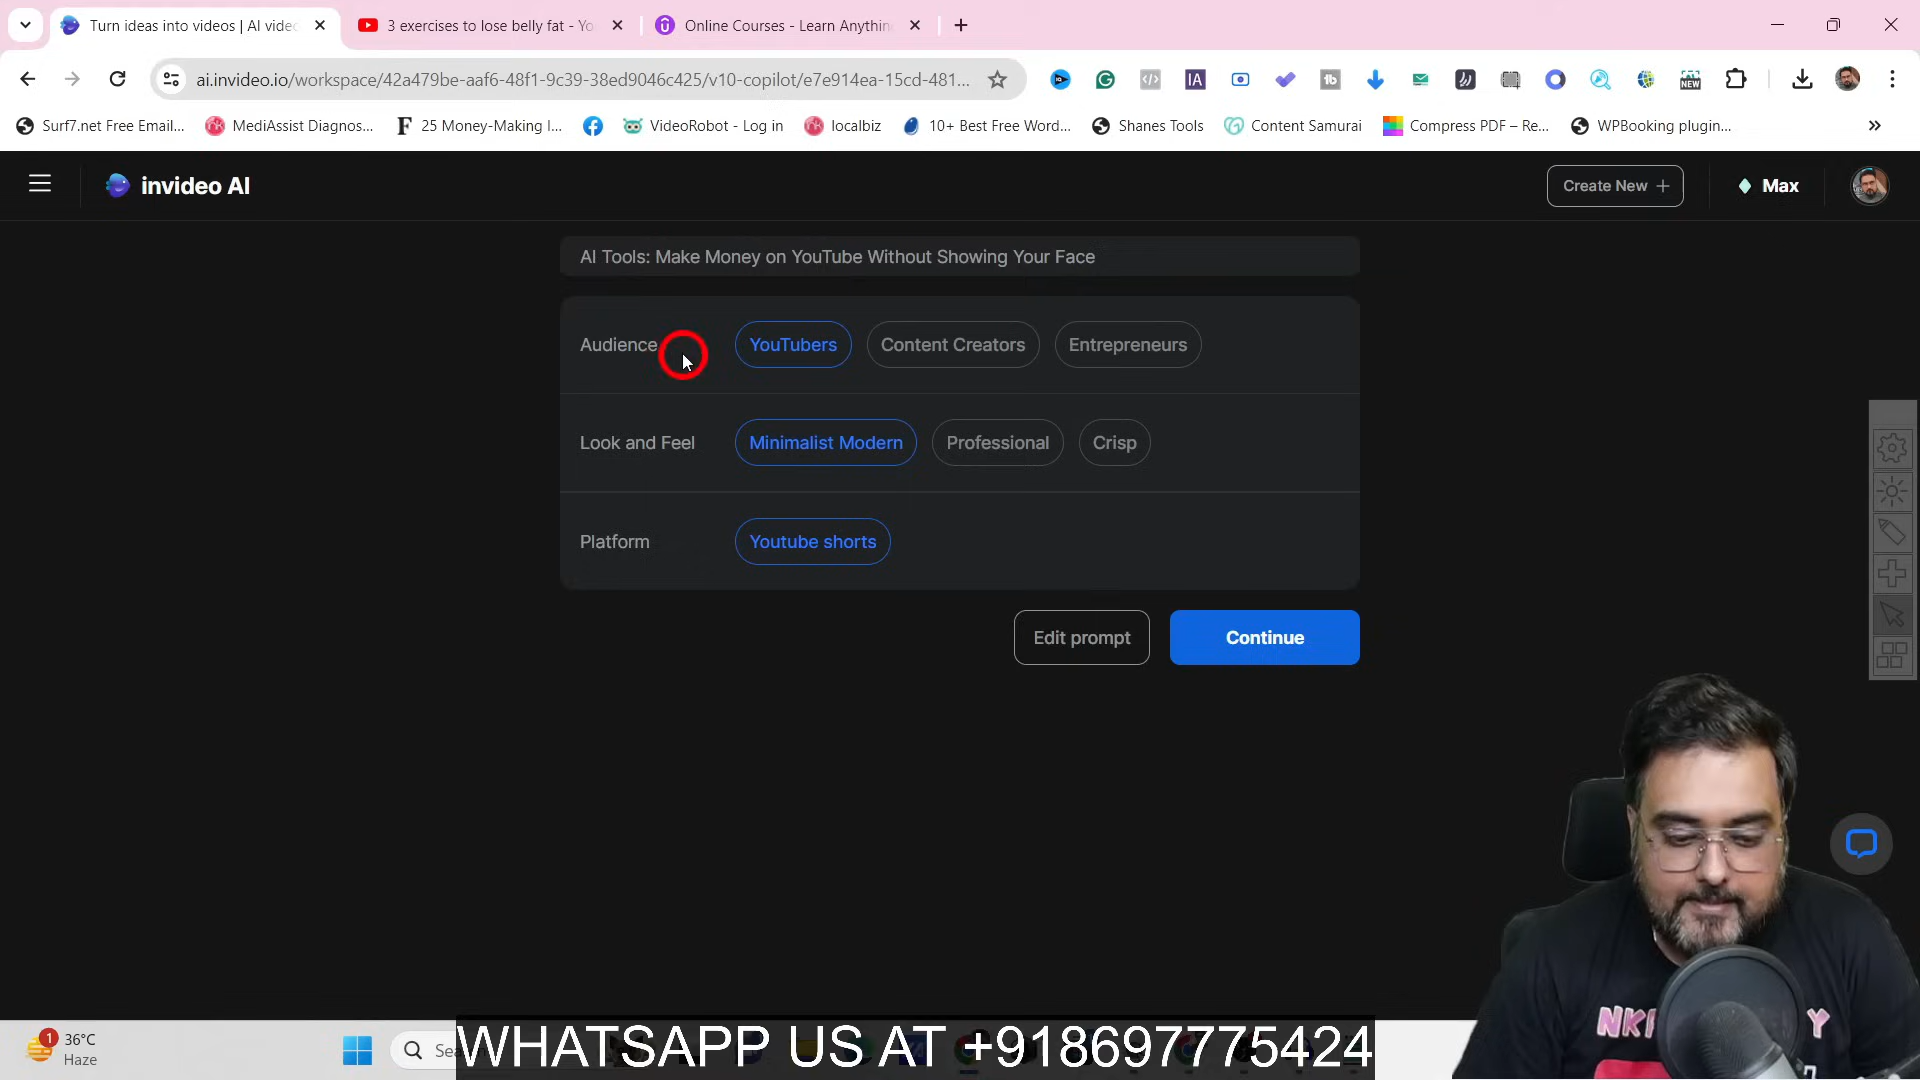 Turn ideas into videos | AI vide
3 exercises to lose belly fat - Yo
Online Courses - Learn Anythin
ai.invideo.io/workspace/42a479be-aaf6-48f1-9c39-38ed9046c425/v10-copilot/e7e914ea-15cd-481...
Surf7.net Free Email...
MediAssist Diagnos...
25 Money-Making I...
VideoRobot - Log in
localbiz
10+ Best Free Word...
Shanes Tools
Content Samurai
Compress PDF – Re...
WPBooking plugin...
invideo AI
Create New +
Max
AI Tools: Make Money on YouTube Without Showing Your Face
Audience
YouTubers
Content Creators
Entrepreneurs
Look and Feel
Minimalist Modern
Professional
Crisp
Platform
Youtube shorts
Edit prompt
Continue
1
36°C
Haze
WHATSAPP US AT +918697775424